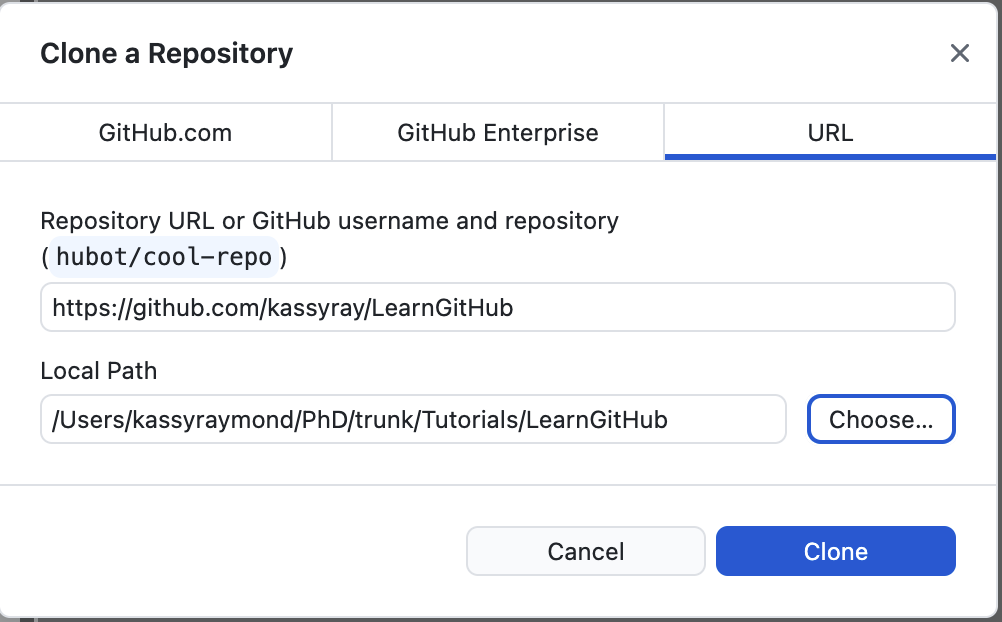 Clone a Repository
GitHub.com
GitHub Enterprise
URL
Repository URL or GitHub username and repository
(hubot/cool-repo)
https://github.com/kassyray/LearnGitHub
Local Path
/Users/kassyraymond/PhD/trunk/Tutorials/LearnGitHub
Choose...
Cancel
Clone